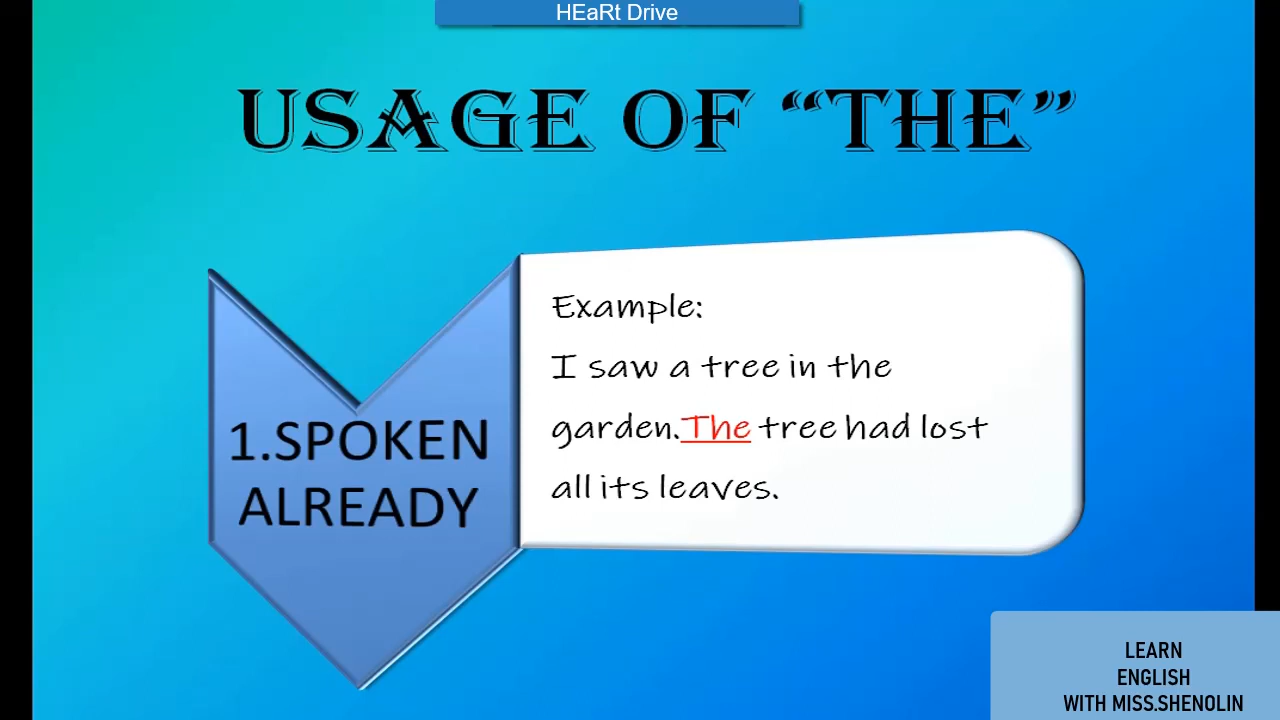 HEaRt Drive
USAGE OF “THE”
1.SPOKEN
ALREADY
Example:
I saw a tree in the
garden.The tree had lost
all its leaves.
LEARN
ENGLISH
WITH MISS.SHENOLIN